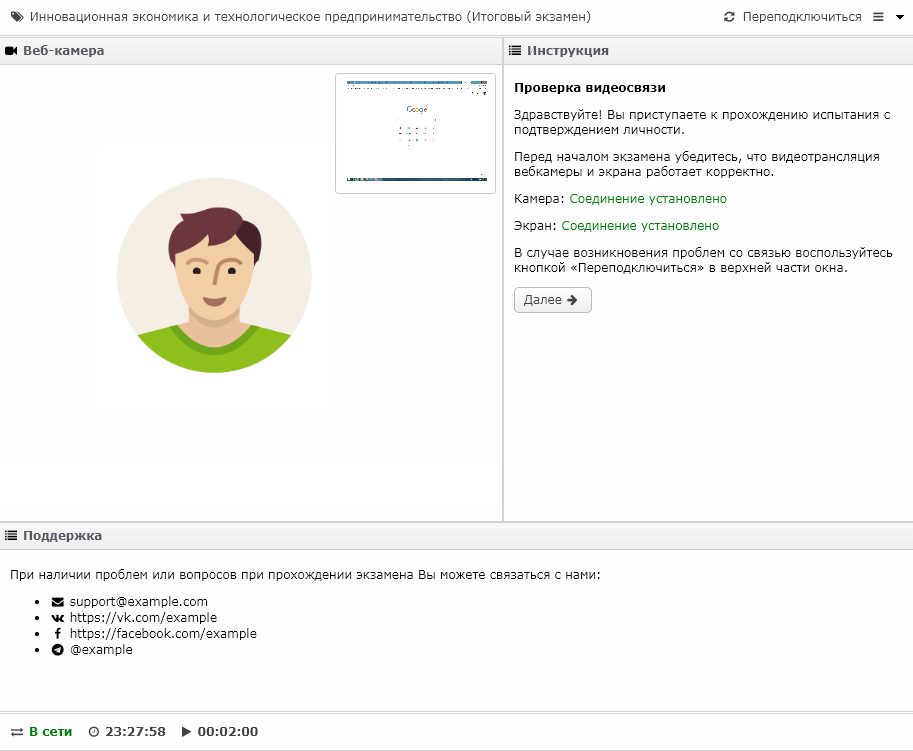 Инновационная экономика и технологическое предпринимательство (Итоговый экзамен)
Переподключиться
Веб-камера
Google
Инструкция
Проверка видеосвязи
Здравствуйте! Вы приступаете к прохождению испытания с
подтверждением личности.
Перед началом экзамена убедитесь, что видеотрансляция
вебкамеры и экрана работает корректно.
Камера: Соединение установлено
Экран: Соединение установлено
В случае возникновения проблем со связью воспользуйтесь
кнопкой «Переподключиться» в верхней части окна.
Далее
Поддержка
При наличии проблем или вопросов при прохождении экзамена Вы можете связаться с нами:
support@example.com
https://vk.com/example
https://facebook.com/example
@example
В сети 23:27:58 00:02:00